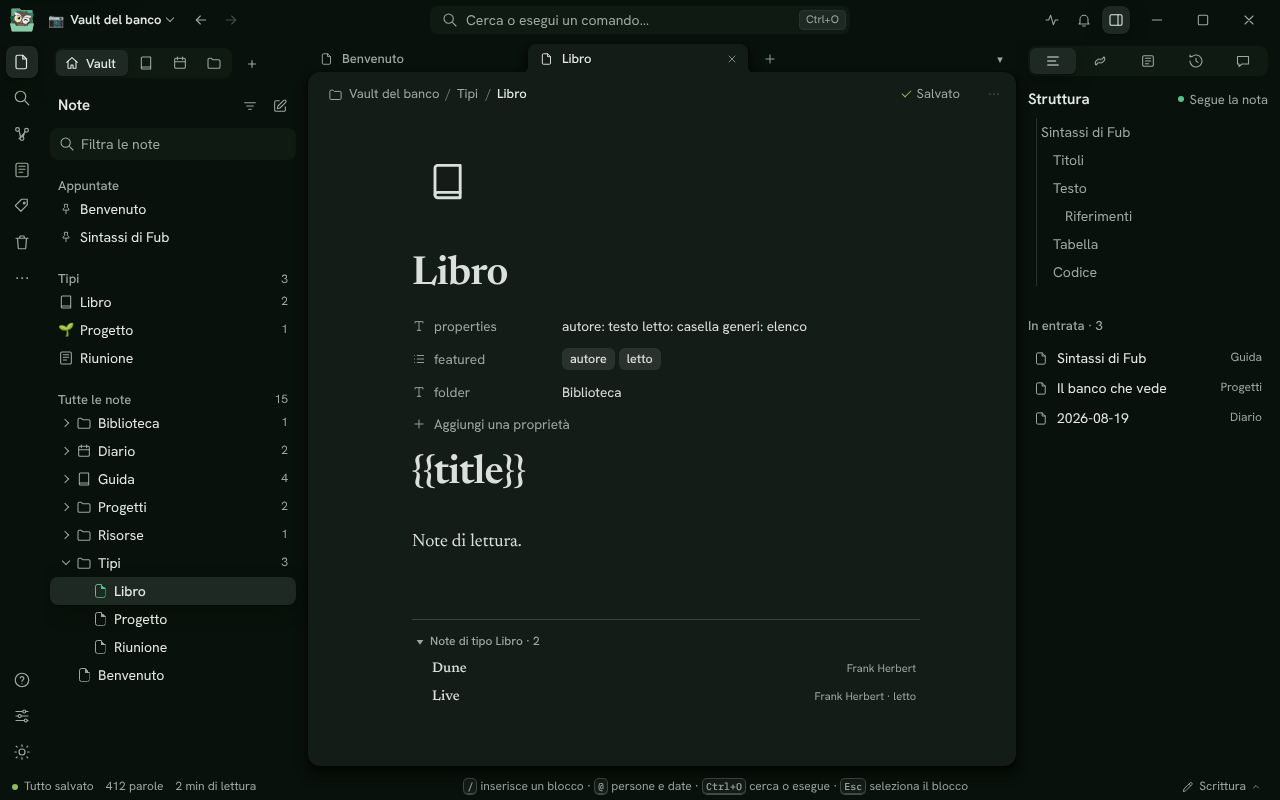 Vault del banco
Cerca o esegui un comando...
Ctrl+O
Vault
Benvenuto
Libro
Note
Filtra le note
Appuntate
Benvenuto
Sintassi di Fub
Tipi 3
Libro 2
Progetto 1
Riunione
Tutte le note 15
Biblioteca 1
Diario 2
Guida 4
Progetti 2
Risorse 1
Tipi 3
Libro
Progetto
Riunione
Benvenuto
Vault del banco / Tipi / Libro
Salvato
Libro
properties autore: testo letto: casella generi: elenco
featured autore letto
folder Biblioteca
Aggiungi una proprietà
{{title}}
Note di lettura.
Note di tipo Libro · 2
Dune Frank Herbert
Live Frank Herbert · letto
Struttura Segue la nota
Sintassi di Fub
Titoli
Testo
Riferimenti
Tabella
Codice
In entrata · 3
Sintassi di Fub Guida
Il banco che vede Progetti
2026-08-19 Diario
Tutto salvato 412 parole 2 min di lettura
/ inserisce un blocco · @ persone e date · Ctrl+O cerca o esegue · Esc seleziona il blocco
Scrittura